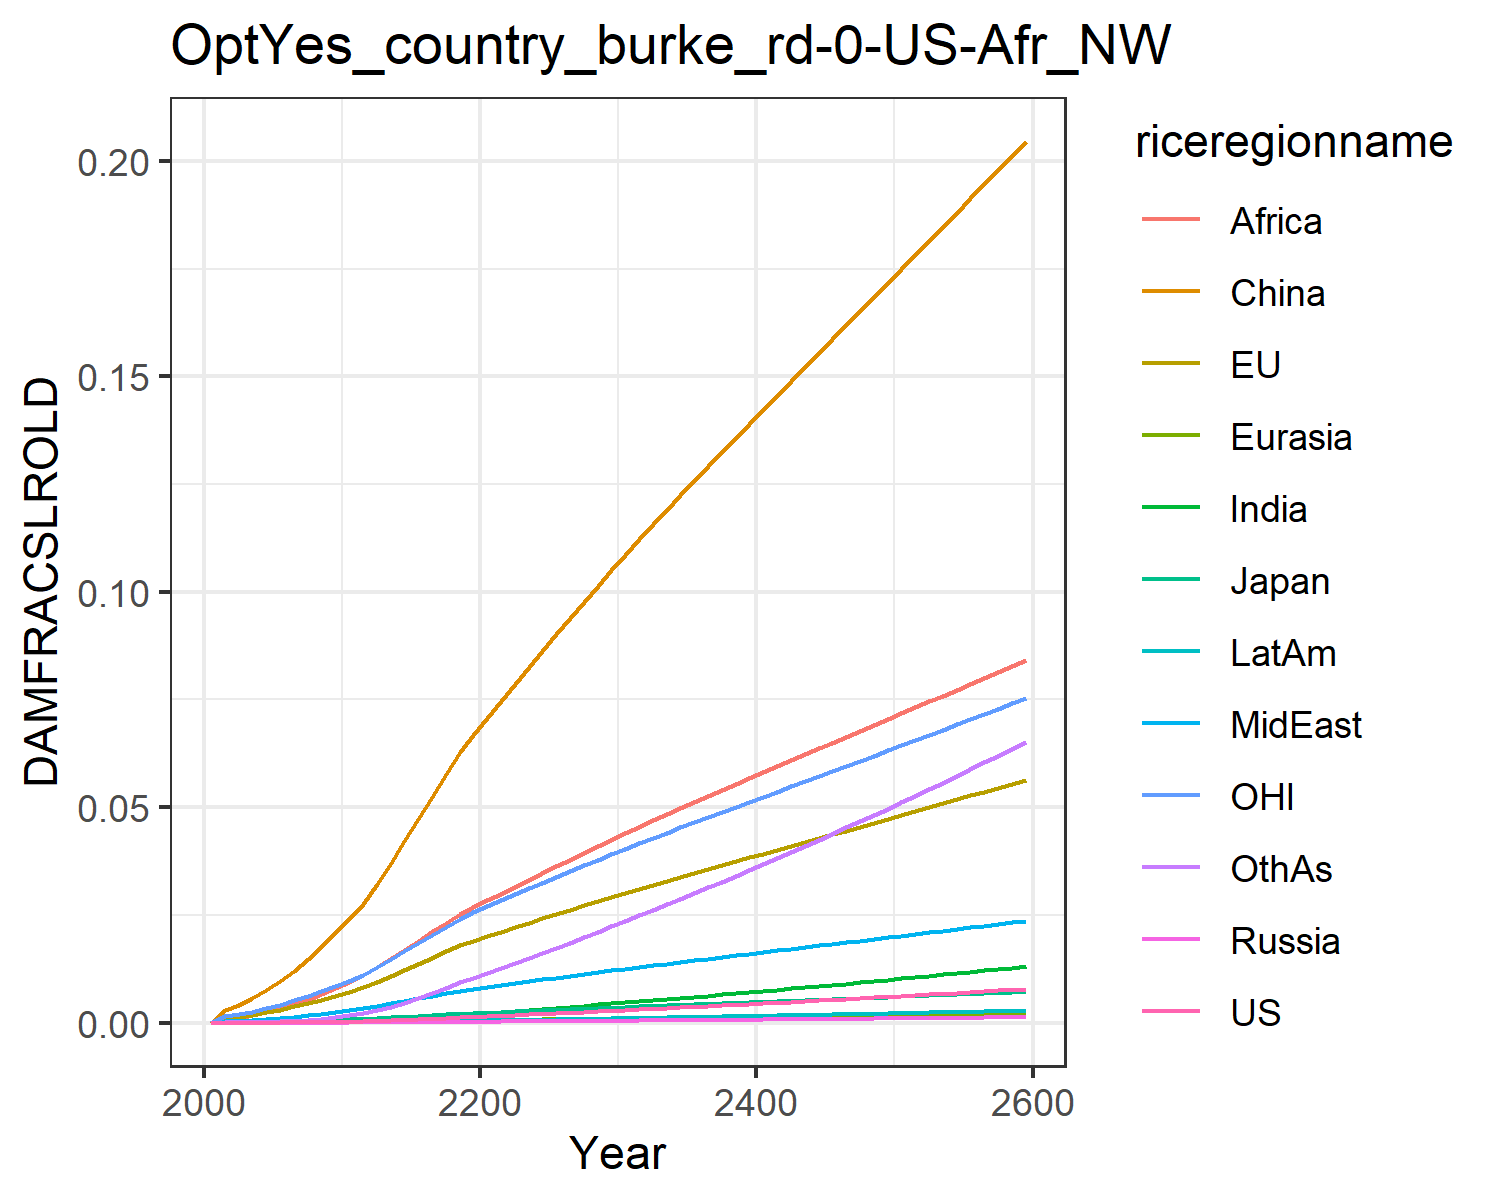 OptYes_country_burke_rd-0-US-Afr_NW
DAMFRACSLROLD
0.20
0.15
0.10
0.05
0.00
2000 2200 2400 2600
Year
riceregionname
Africa
China
EU
Eurasia
India
Japan
LatAm
MidEast
OHI
OthAs
Russia
US